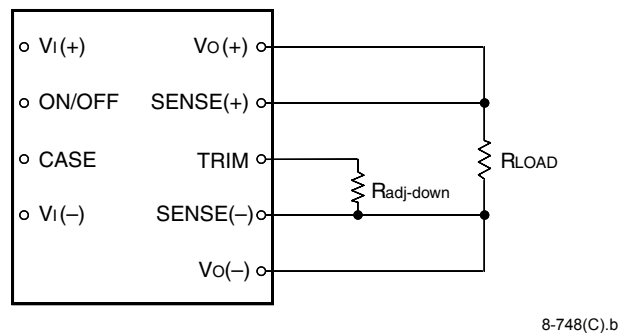 VI(+) VO(+)
ON/OFF SENSE(+)
CASE TRIM RLOAD
Radj-down
VI(–) SENSE(–)
VO(–)
8-748(C).b